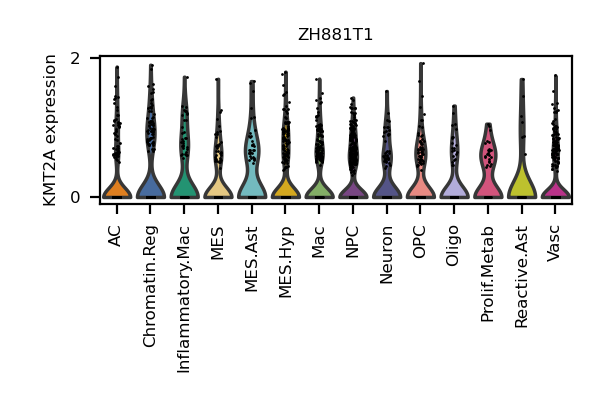 ZH881T1
KMT2A expression
2
0
AC
Chromatin.Reg
Inflammatory.Mac
MES
MES.Ast
MES.Hyp
Mac
NPC
Neuron
OPC
Oligo
Prolif.Metab
Reactive.Ast
Vasc